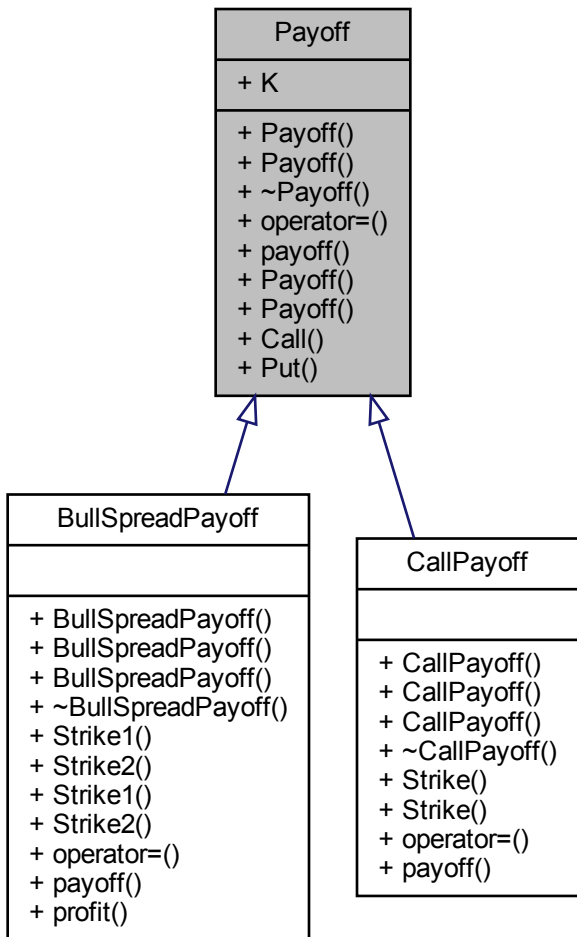 Payoff
+ K
+ Payoff()
+ Payoff()
+ ~Payoff()
+ operator=()
+ payoff()
+ Payoff()
+ Payoff()
+ Call()
+ Put()
BullSpreadPayoff
+ BullSpreadPayoff()
+ BullSpreadPayoff()
+ BullSpreadPayoff()
+ ~BullSpreadPayoff()
+ Strike1()
+ Strike2()
+ Strike1()
+ Strike2()
+ operator=()
+ payoff()
+ profit()
CallPayoff
+ CallPayoff()
+ CallPayoff()
+ CallPayoff()
+ ~CallPayoff()
+ Strike()
+ Strike()
+ operator=()
+ payoff()